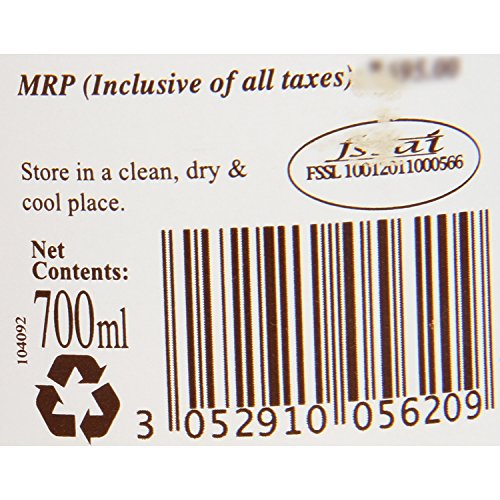 MRP (Inclusive of all taxes)
fssai
FSSL 10012011000566
Store in a clean, dry &
cool place.
Net
Contents:
700ml
104092
3 052910 056209